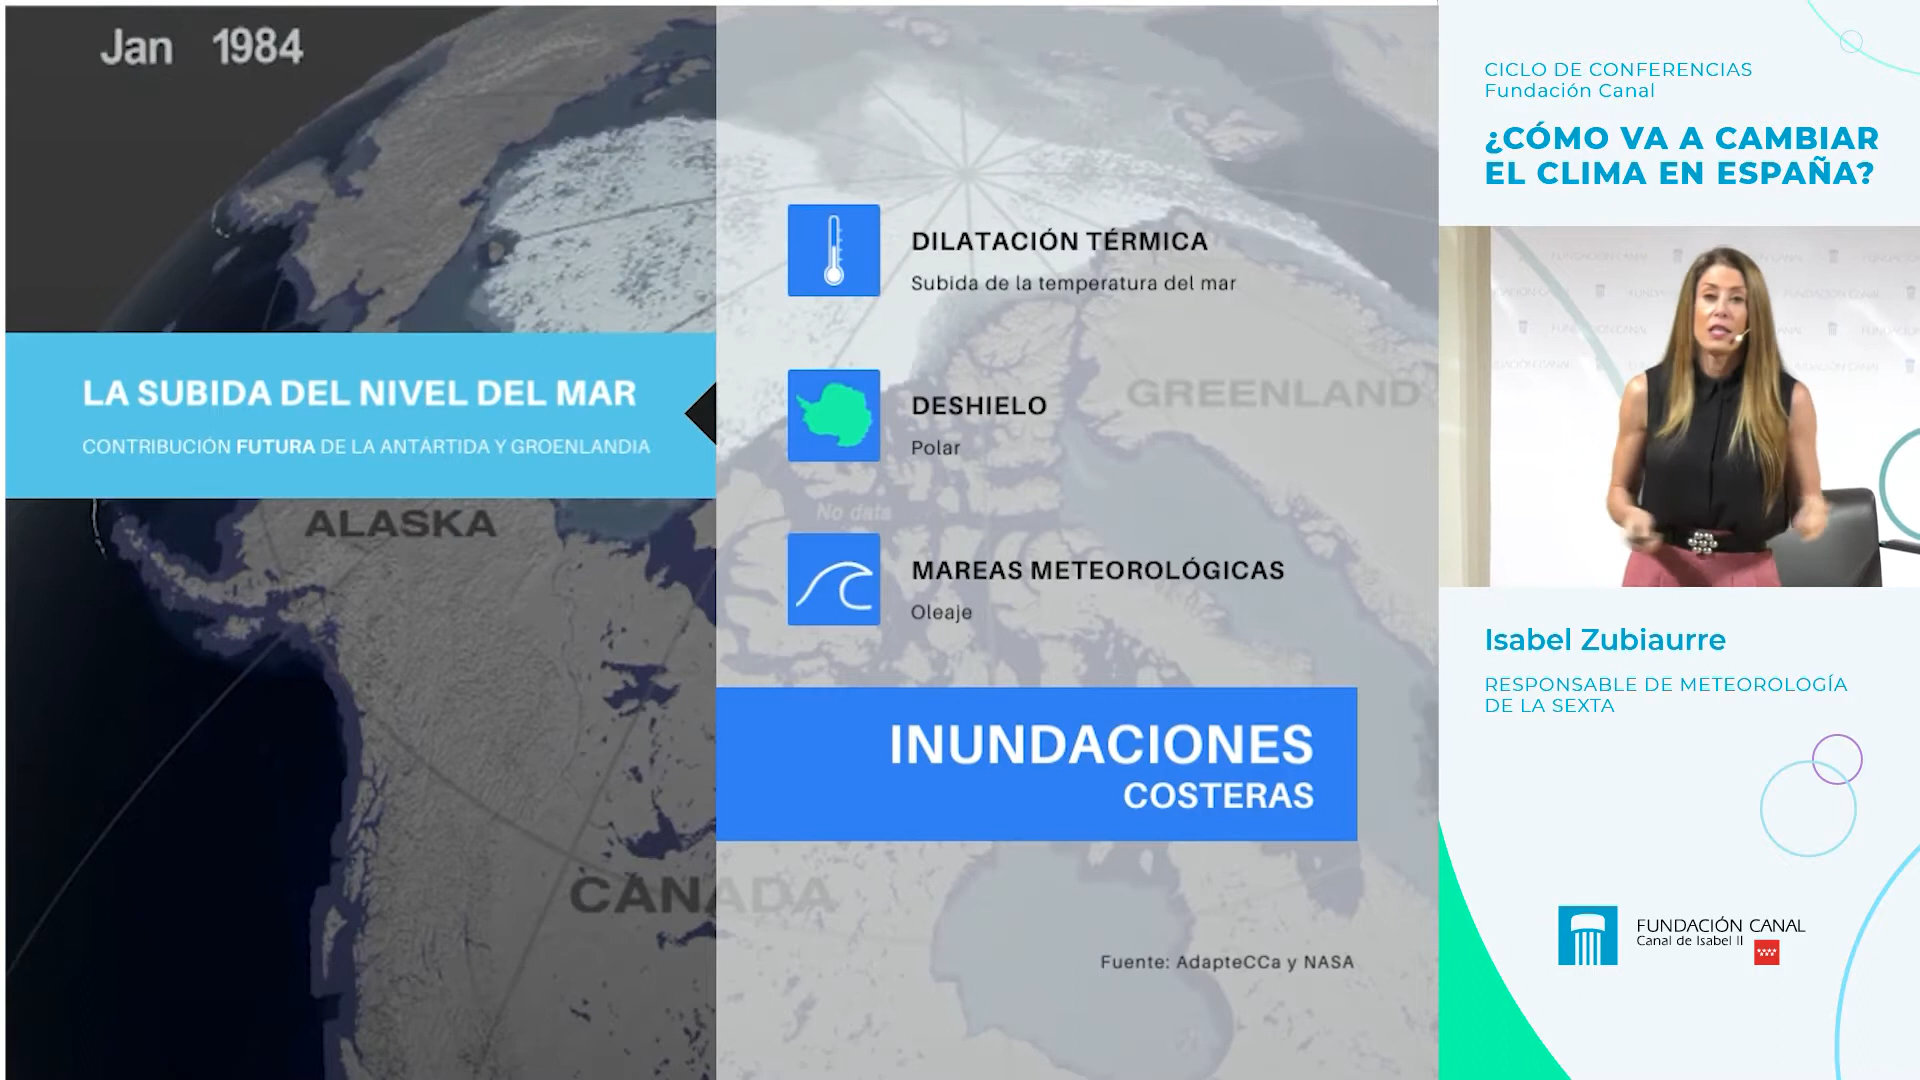 Jan 1984
LA SUBIDA DEL NIVEL DEL MAR
CONTRIBUCIÓN FUTURA DE LA ANTÁRTIDA Y GROENLANDIA
ALASKA
CANADA
GREENLAND
No data
DILATACIÓN TÉRMICA
Subida de la temperatura del mar
DESHIELO
Polar
MAREAS METEOROLÓGICAS
Oleaje
INUNDACIONES
COSTERAS
Fuente: AdapteCCa y NASA
CICLO DE CONFERENCIAS
Fundación Canal
¿CÓMO VA A CAMBIAR
EL CLIMA EN ESPAÑA?
Isabel Zubiaurre
RESPONSABLE DE METEOROLOGÍA
DE LA SEXTA
FUNDACIÓN CANAL
Canal de Isabel II